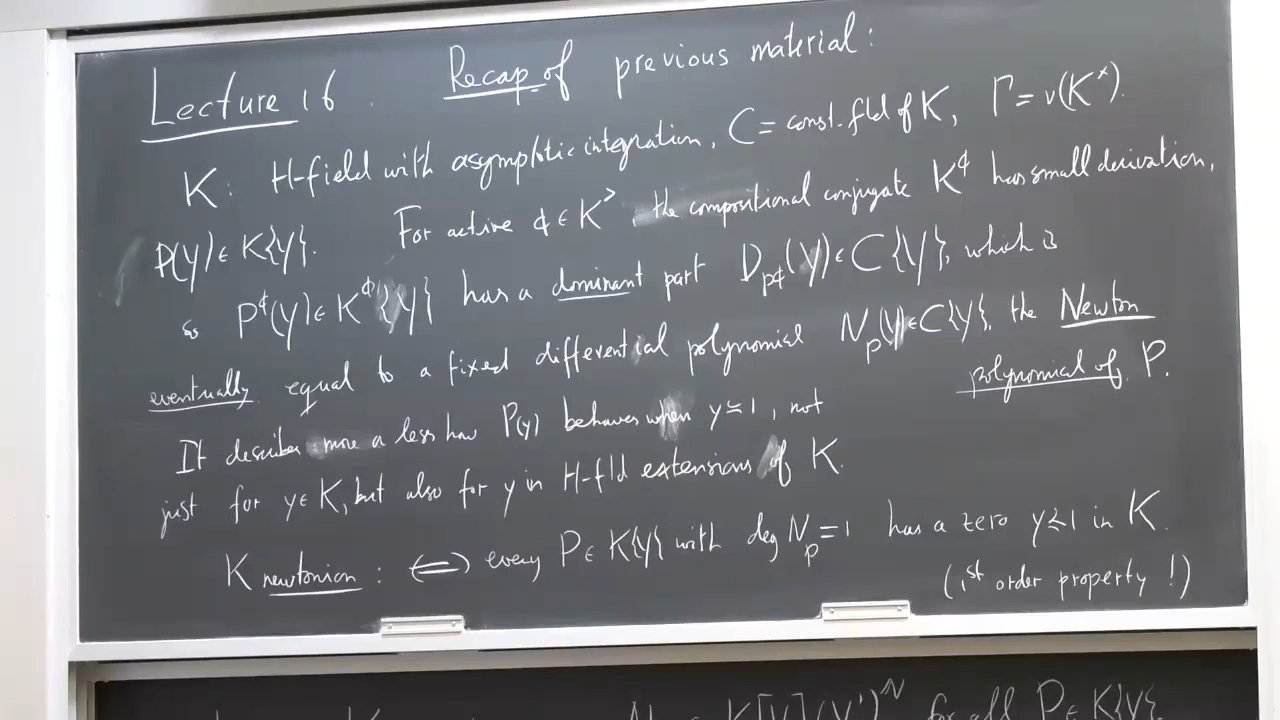 Lecture 16. Recap of previous material:
K: H-field with asymptotic integration, C = const. fld of K, Γ = v(K^×).
P(Y) ∈ K{Y}. For active ϕ ∈ K^>, the compositional conjugate K^ϕ has small derivation,
so P^ϕ(Y) ∈ K^ϕ{Y} has a dominant part D_{P^ϕ}(Y) ∈ C{Y}, which is
eventually equal to a fixed differential polynomial N_P(Y) ∈ C{Y}, the Newton
polynomial of P.
It describes more a less how P(y) behaves when y ≍ 1, not
just for y ∈ K, but also for y in H-fld extensions of K.
K newtonian : ⟺ every P ∈ K{Y} with deg N_P = 1 has a zero y ≼ 1 in K.
(1st order property !)
K[Y](Y')^N for all P ∈ K{Y}